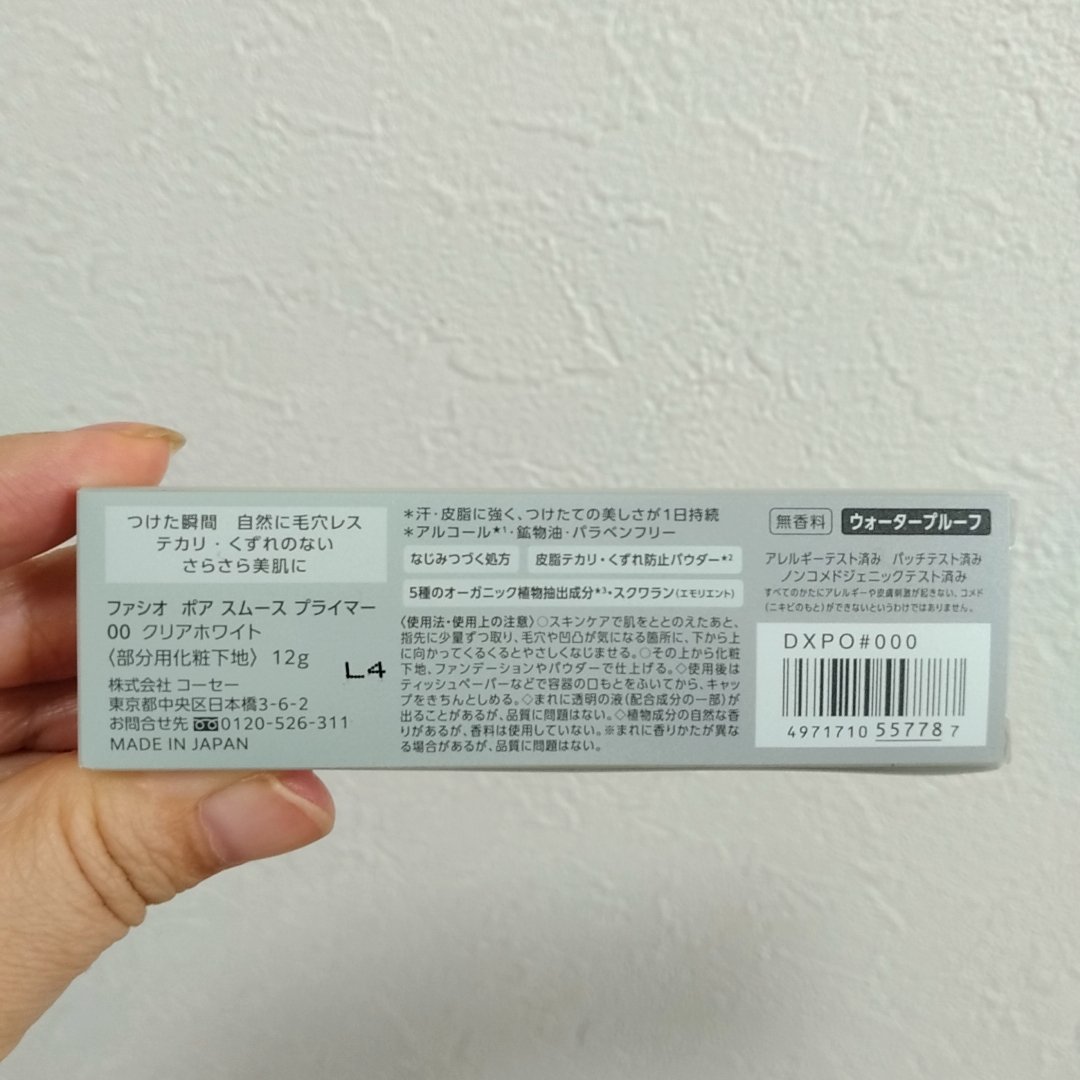 つけた瞬間 自然に毛穴レス
テカリ・くずれのない
さらさら美肌に
ファシオ ポア スムース プライマー
00 クリアホワイト
〈部分用化粧下地〉 12g
L4
株式会社 コーセー
東京都中央区日本橋3-6-2
お問合せ先 0120-526-311
MADE IN JAPAN
＊汗・皮脂に強く、つけたての美しさが1日持続
＊アルコール★1・鉱物油・パラベンフリー
なじみつづく処方 皮脂テカリ・くずれ防止パウダー★2
5種のオーガニック植物抽出成分★3・スクワラン(エモリエント)
〈使用法・使用上の注意〉○スキンケアで肌をととのえたあと、
指先に少量ずつ取り、毛穴や凹凸が気になる箇所に、下から上
に向かってくるくるとやさしくなじませる。○その上から化粧
下地、ファンデーションやパウダーで仕上げる。◇使用後は
ティッシュペーパーなどで容器の口もとをふいてから、キャッ
プをきちんとしめる。◇まれに透明の液(配合成分の一部)が
出ることがあるが、品質に問題はない。◇植物成分の自然な香
りがあるが、香料は使用していない。※まれに香りかたが異な
る場合があるが、品質に問題はない。
無香料 ウォータープルーフ
アレルギーテスト済み パッチテスト済み
ノンコメドジェニックテスト済み
すべてのかたにアレルギーや皮膚刺激が起きない、コメド
(ニキビのもと)ができないというわけではありません。
DXPO#000
4971710 55778 7